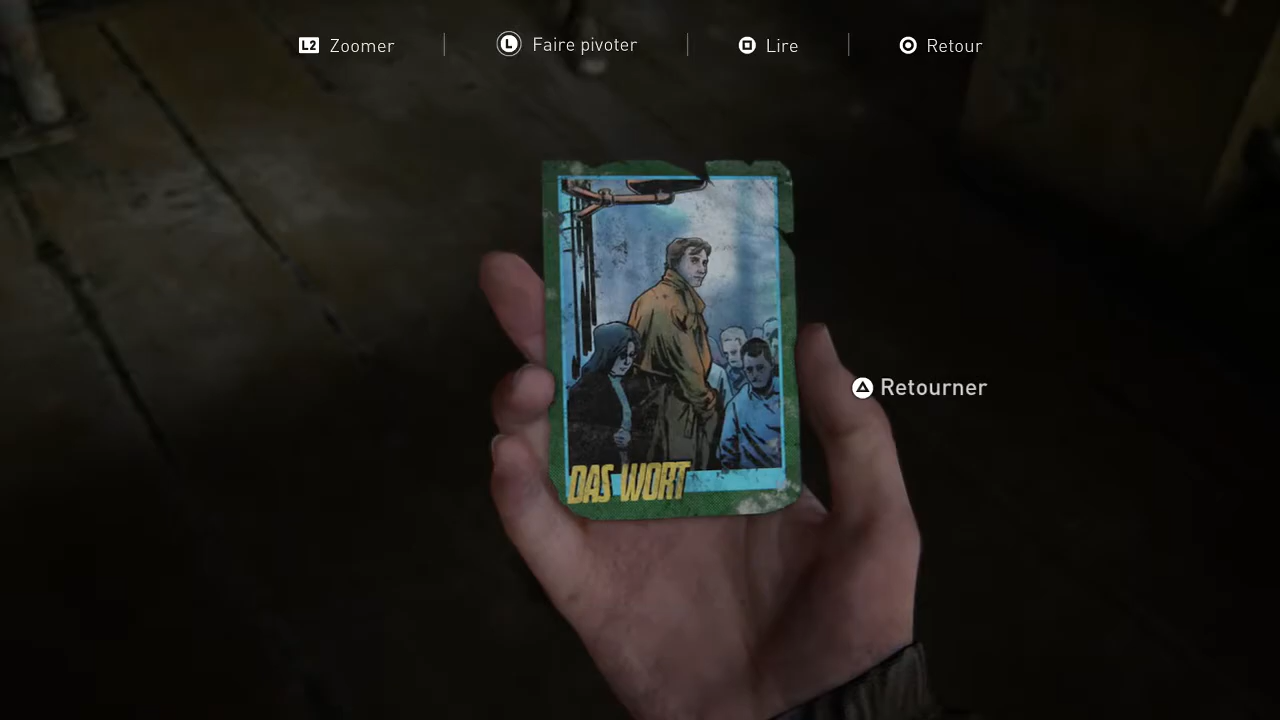 L2 Zoomer
L Faire pivoter
Lire
Retour
Retourner
DAS WORT